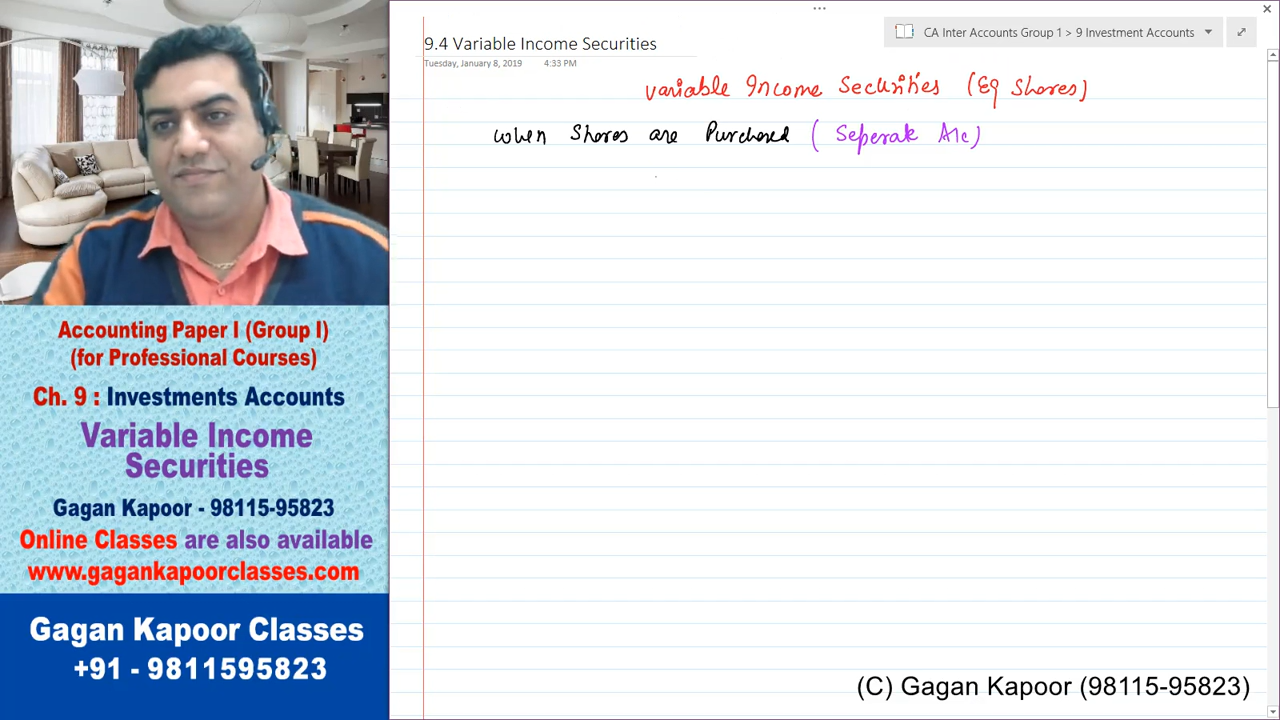 9.4 Variable Income Securities
Tuesday, January 8, 2019 4:33 PM
CA Inter Accounts Group 1 > 9 Investment Accounts
Variable Income Securities (Eq Shares)
when Shares are Purchased (Seperate A/c)
Accounting Paper I (Group I)
(for Professional Courses)
Ch. 9 : Investments Accounts
Variable Income
Securities
Gagan Kapoor - 98115-95823
Online Classes are also available
www.gagankapoorclasses.com
Gagan Kapoor Classes
+91 - 9811595823
(C) Gagan Kapoor (98115-95823)